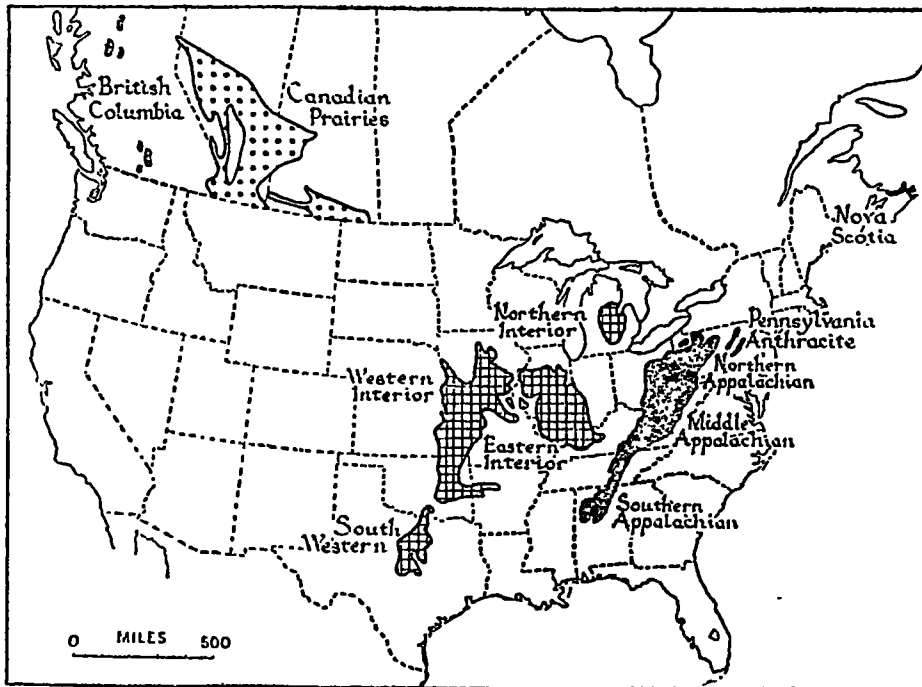 British
Columbia
Canadian
Prairies
Nova
Scotia
Northern
Interior
Pennsylvania
Anthracite
Northern
Appalachian
Western
Interior
Middle
Appalachian
Eastern
Interior
Southern
Appalachian
South
Western
0 MILES 500